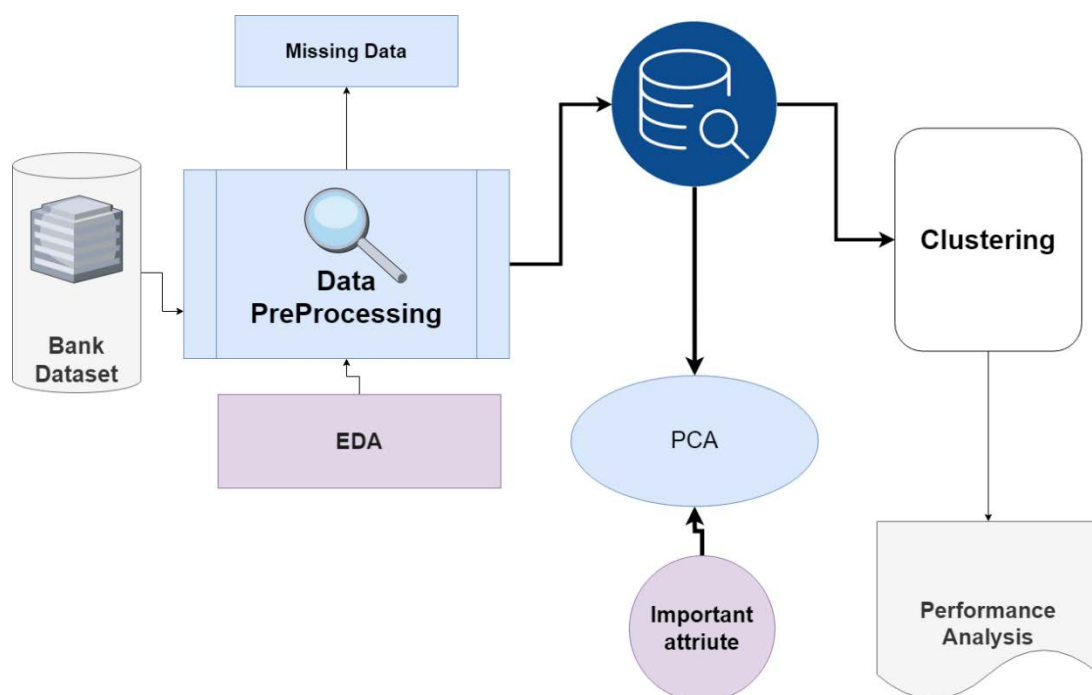 Missing Data
Bank
Dataset
Data
PreProcessing
EDA
Clustering
PCA
Important
attriute
Performance
Analysis